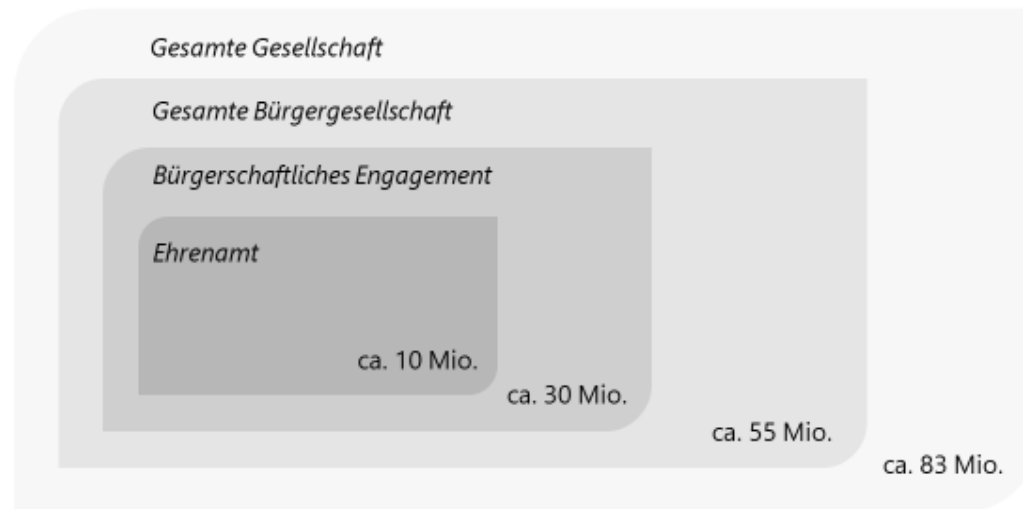 Gesamte Gesellschaft
Gesamte Bürgergesellschaft
Bürgerschaftliches Engagement
Ehrenamt
ca. 10 Mio.
ca. 30 Mio.
ca. 55 Mio.
ca. 83 Mio.